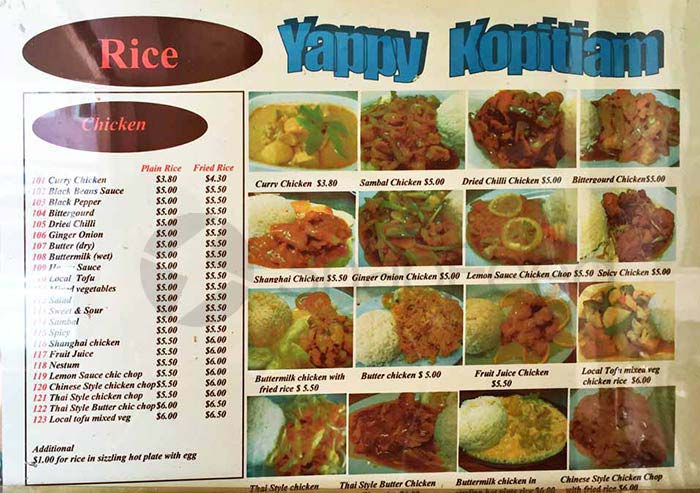 Rice
Yappy Kopitiam
Chicken
Plain Rice Fried Rice
101 Curry Chicken $3.80 $4.30
102 Black Beans Sauce $5.00 $5.50
103 Black Pepper $5.00 $5.50
104 Bittergourd $5.00 $5.50
105 Dried Chilli $5.00 $5.50
106 Ginger Onion $5.00 $5.50
107 Butter (dry) $5.00 $5.50
108 Buttermilk (wet) $5.00 $5.50
109 Sauce $5.00 $5.50
Local Tofu $5.00 $5.50
vegetables $5.00 $5.50
Salad $5.00 $5.50
Sweet & Sour $5.00 $5.50
Sambal $5.00 $5.50
Spicy $5.00 $5.50
116 Shanghai chicken $5.50 $6.00
117 Fruit Juice $5.50 $6.00
118 Nestum $5.50 $6.00
119 Lemon Sauce chic chop $5.50 $6.00
120 Chinese Style chicken chop $5.50 $6.00
121 Thai Style chicken chop $5.50 $6.00
122 Thai Style Butter chic chop $6.00 $6.50
123 Local tofu mixed veg $6.00 $6.50
Additional
$1.00 for rice in sizzling hot plate with egg
Curry Chicken $3.80 Sambal Chicken $5.00 Dried Chilli Chicken $5.00 Bittergourd Chicken $5.00
Shanghai Chicken $5.50 Ginger Onion Chicken $5.00 Lemon Sauce Chicken Chop $5.50 Spicy Chicken $5.00
Buttermilk chicken with
fried rice $ 5.50
Butter chicken $ 5.00
Fruit Juice Chicken
$5.50
Local Tofu mixed veg
chicken rice $6.00
Thai Style chicken
Thai Style Butter Chicken
Buttermilk chicken in
sizzling hot plate rice $6.00
Chinese Style Chicken Chop
with fried rice $6.00